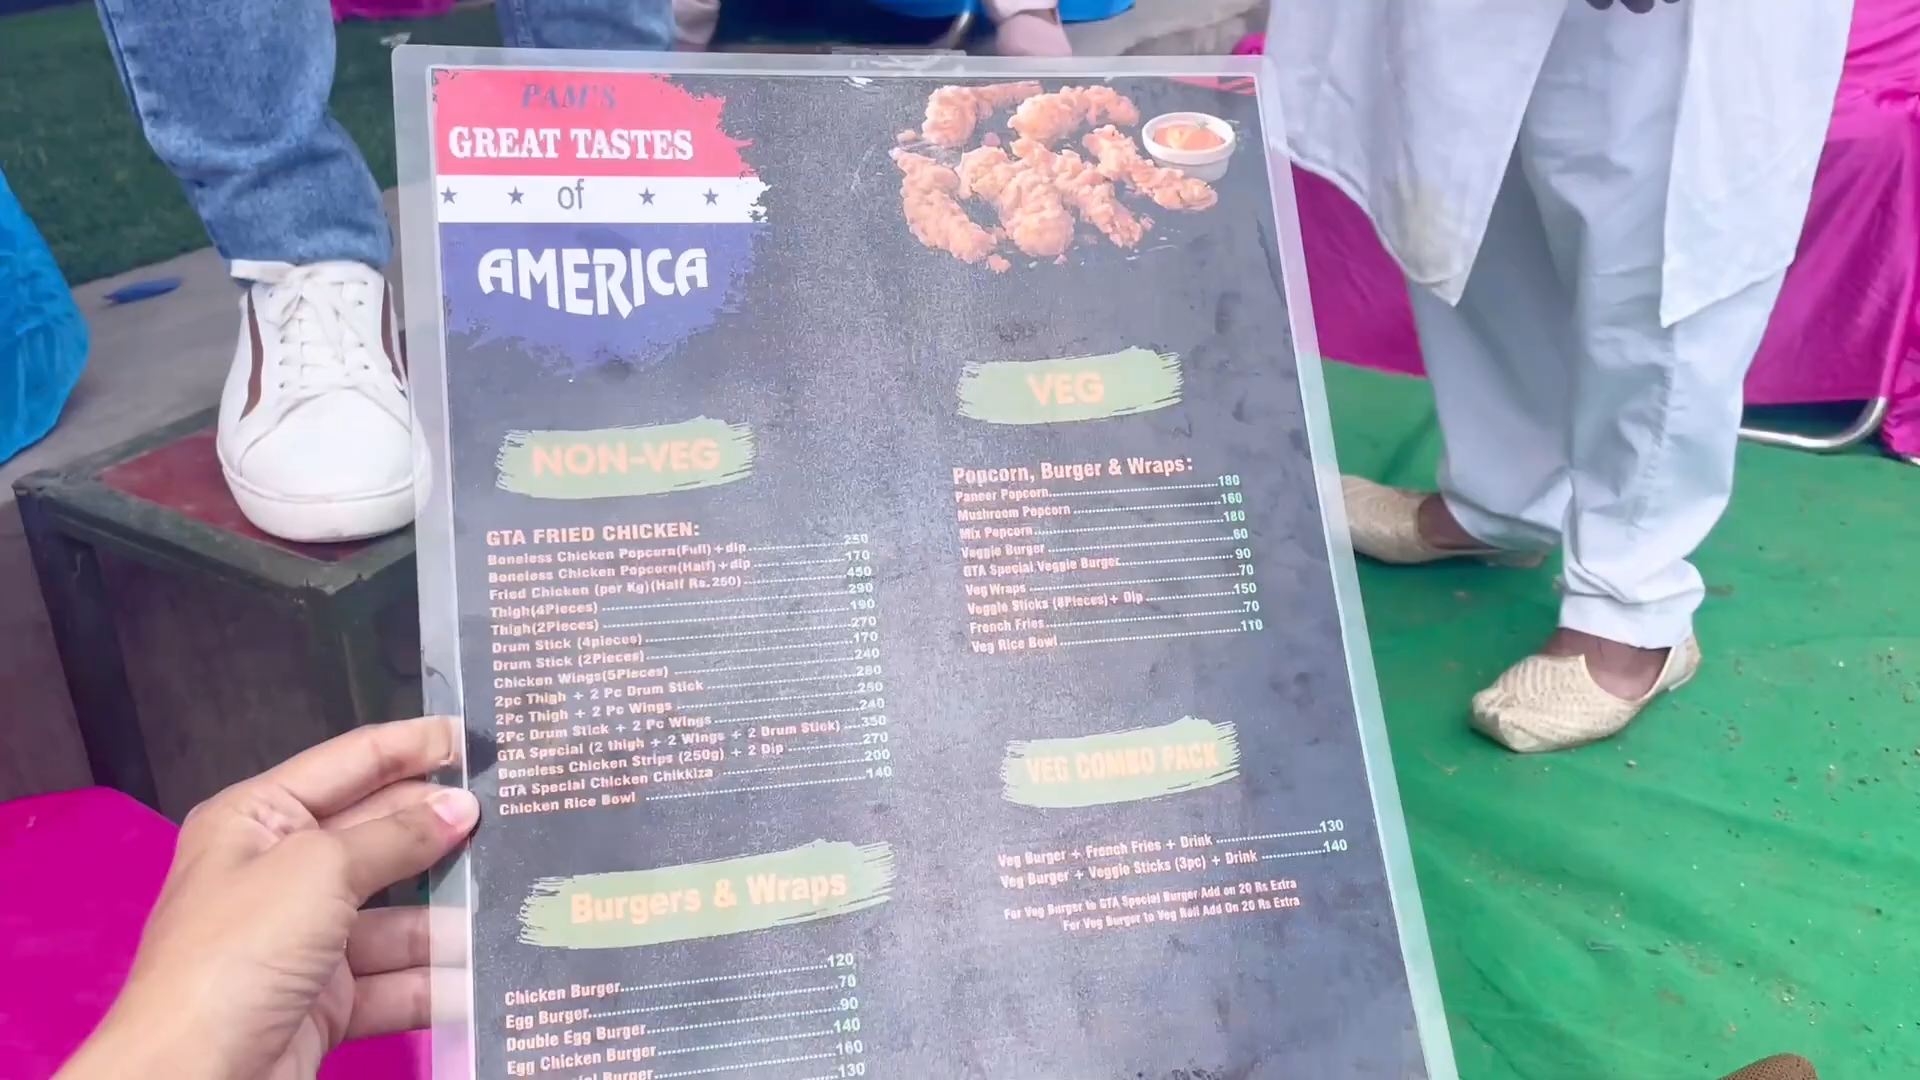 PAM'S
GREAT TASTES
of
AMERICA
NON-VEG
GTA FRIED CHICKEN:
Boneless Chicken Popcorn(Full)+dip 250
Boneless Chicken Popcorn(Half)+dip 170
Fried Chicken (per Kg)(Half Rs.250) 450
Thigh(4Pieces) 290
Thigh(2Pieces) 190
Drum Stick (4pieces) 270
Drum Stick (2Pieces) 170
Chicken Wings(5Pieces) 240
2pc Thigh + 2 Pc Drum Stick 280
2Pc Thigh + 2 Pc Wings 250
2Pc Drum Stick + 2 Pc Wings 240
GTA Special (2 thigh + 2 Wings + 2 Drum Stick) 350
Boneless Chicken Strips (250g) + 2 Dip 270
GTA Special Chicken Chikkiza 200
Chicken Rice Bowl 140
Burgers & Wraps
Chicken Burger 120
Egg Burger 70
Double Egg Burger 90
Egg Chicken Burger 140
Burger 160
130
VEG
Popcorn, Burger & Wraps:
Paneer Popcorn 180
Mushroom Popcorn 160
Mix Popcorn 180
Veggie Burger 60
GTA Special Veggie Burger 90
Veg Wraps 70
Veggie Sticks (8Pieces)+ Dip 150
French Fries 70
Veg Rice Bowl 110
VEG COMBO PACK
Veg Burger + French Fries + Drink 130
Veg Burger + Veggie Sticks (3pc) + Drink 140
For Veg Burger to GTA Special Burger Add on 20 Rs Extra
For Veg Burger to Veg Roll Add On 20 Rs Extra